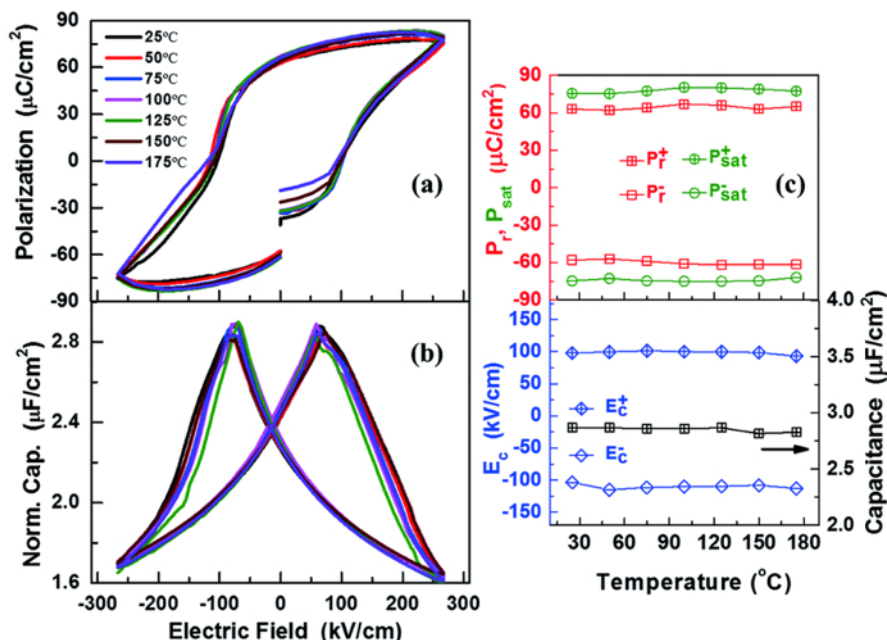 (a)
25℃
50℃
75℃
100℃
125℃
150℃
175℃
Polarization (μC/cm²)
90
60
30
0
-30
-60
-90
(b)
Norm. Cap. (μF/cm²)
2.8
2.4
2.0
1.6
-300 -200 -100 0 100 200 300
Electric Field (kV/cm)
(c)
Pr, Psat (μC/cm²)
90
60
30
0
-30
-60
-90
Pr+ Psat+
Pr- Psat-
Ec (kV/cm)
150
100
50
0
-50
-100
-150
Ec+
Ec-
4.0
3.5
3.0
2.5
2.0
Capacitance (μF/cm²)
30 60 90 120 150 180
Temperature (°C)